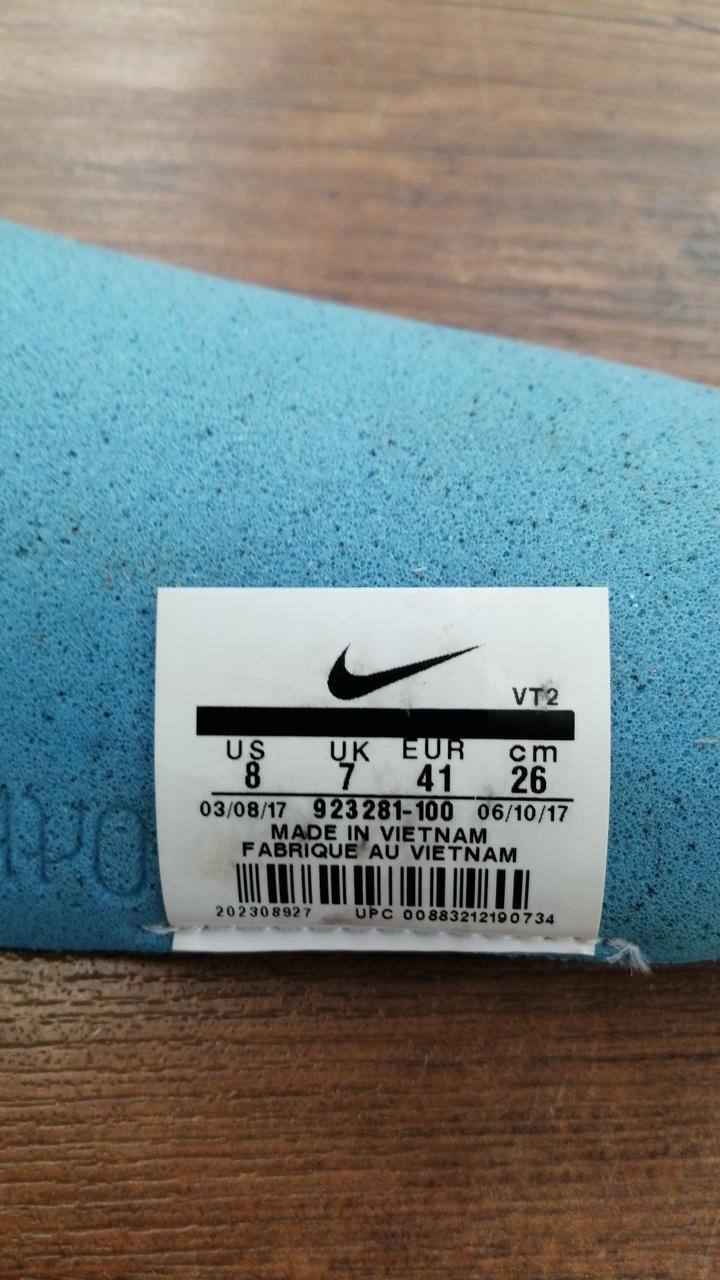 VT2
US UK EUR cm
8 7 41 26
03/08/17 923281-100 06/10/17
MADE IN VIETNAM
FABRIQUE AU VIETNAM
202308927 UPC 00883212190734